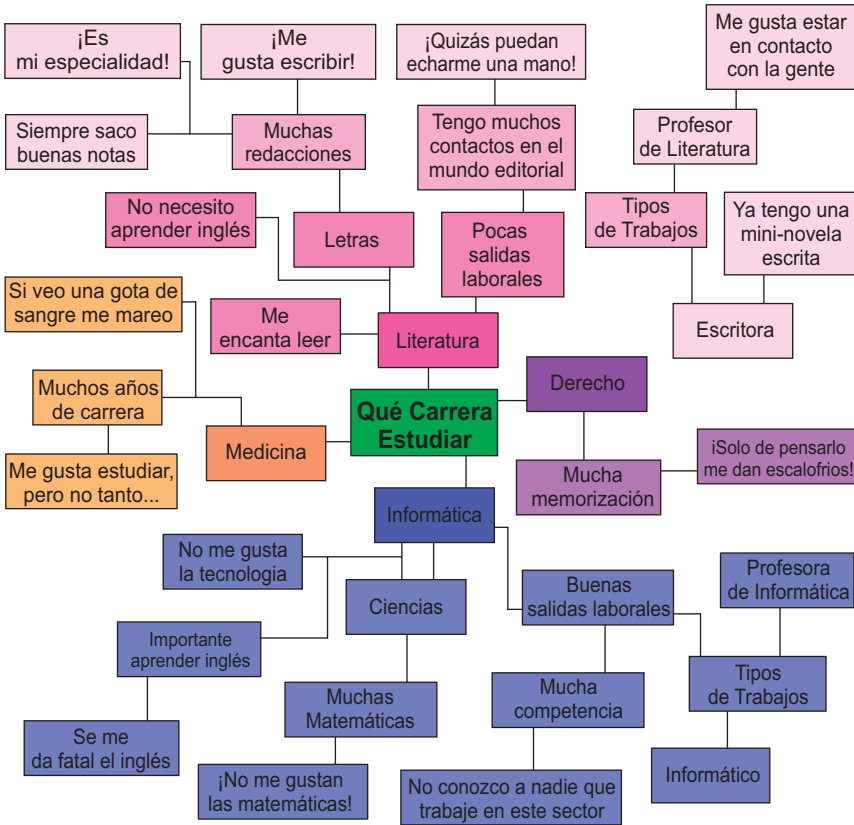 ¡Es
mi especialidad!
¡Me
gusta escribir!
¡Quizás puedan
echarme una mano!
Me gusta estar
en contacto
con la gente
Siempre saco
buenas notas
Muchas
redacciones
Tengo muchos
contactos en el
mundo editorial
Profesor
de Literatura
No necesito
aprender inglés
Letras
Pocas
salidas
laborales
Tipos
de Trabajos
Ya tengo una
mini-novela
escrita
Si veo una gota de
sangre me mareo
Me
encanta leer
Literatura
Escritora
Muchos años
de carrera
Qué Carrera
Estudiar
Derecho
Medicina
Me gusta estudiar,
pero no tanto...
Mucha
memorización
¡Solo de pensarlo
me dan escalofrios!
Informática
No me gusta
la tecnologia
Ciencias
Buenas
salidas laborales
Profesora
de Informática
Importante
aprender inglés
Muchas
Matemáticas
Mucha
competencia
Tipos
de Trabajos
Se me
da fatal el inglés
¡No me gustan
las matemáticas!
No conozco a nadie que
trabaje en este sector
Informático